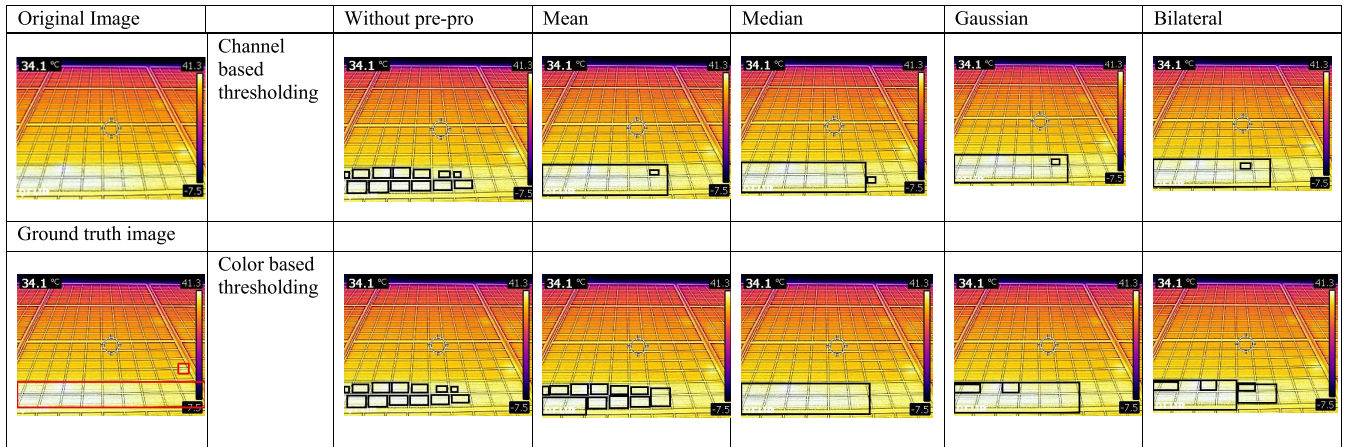 Original Image Without pre-pro Mean Median Gaussian Bilateral
Channel
based
thresholding
34.1 °C 41.3
-7.5
34.1 °C 41.3
-7.5
34.1 °C 41.3
-7.5
34.1 °C 41.3
-7.5
34.1 °C 41.3
-7.5
34.1 °C 41.3
-7.5
Ground truth image
Color based
thresholding
34.1 °C 41.3
-7.5
34.1 °C 41.3
-7.5
34.1 °C 41.3
-7.5
34.1 °C 41.3
-7.5
34.1 °C 41.3
-7.5
34.1 °C 41.3
-7.5